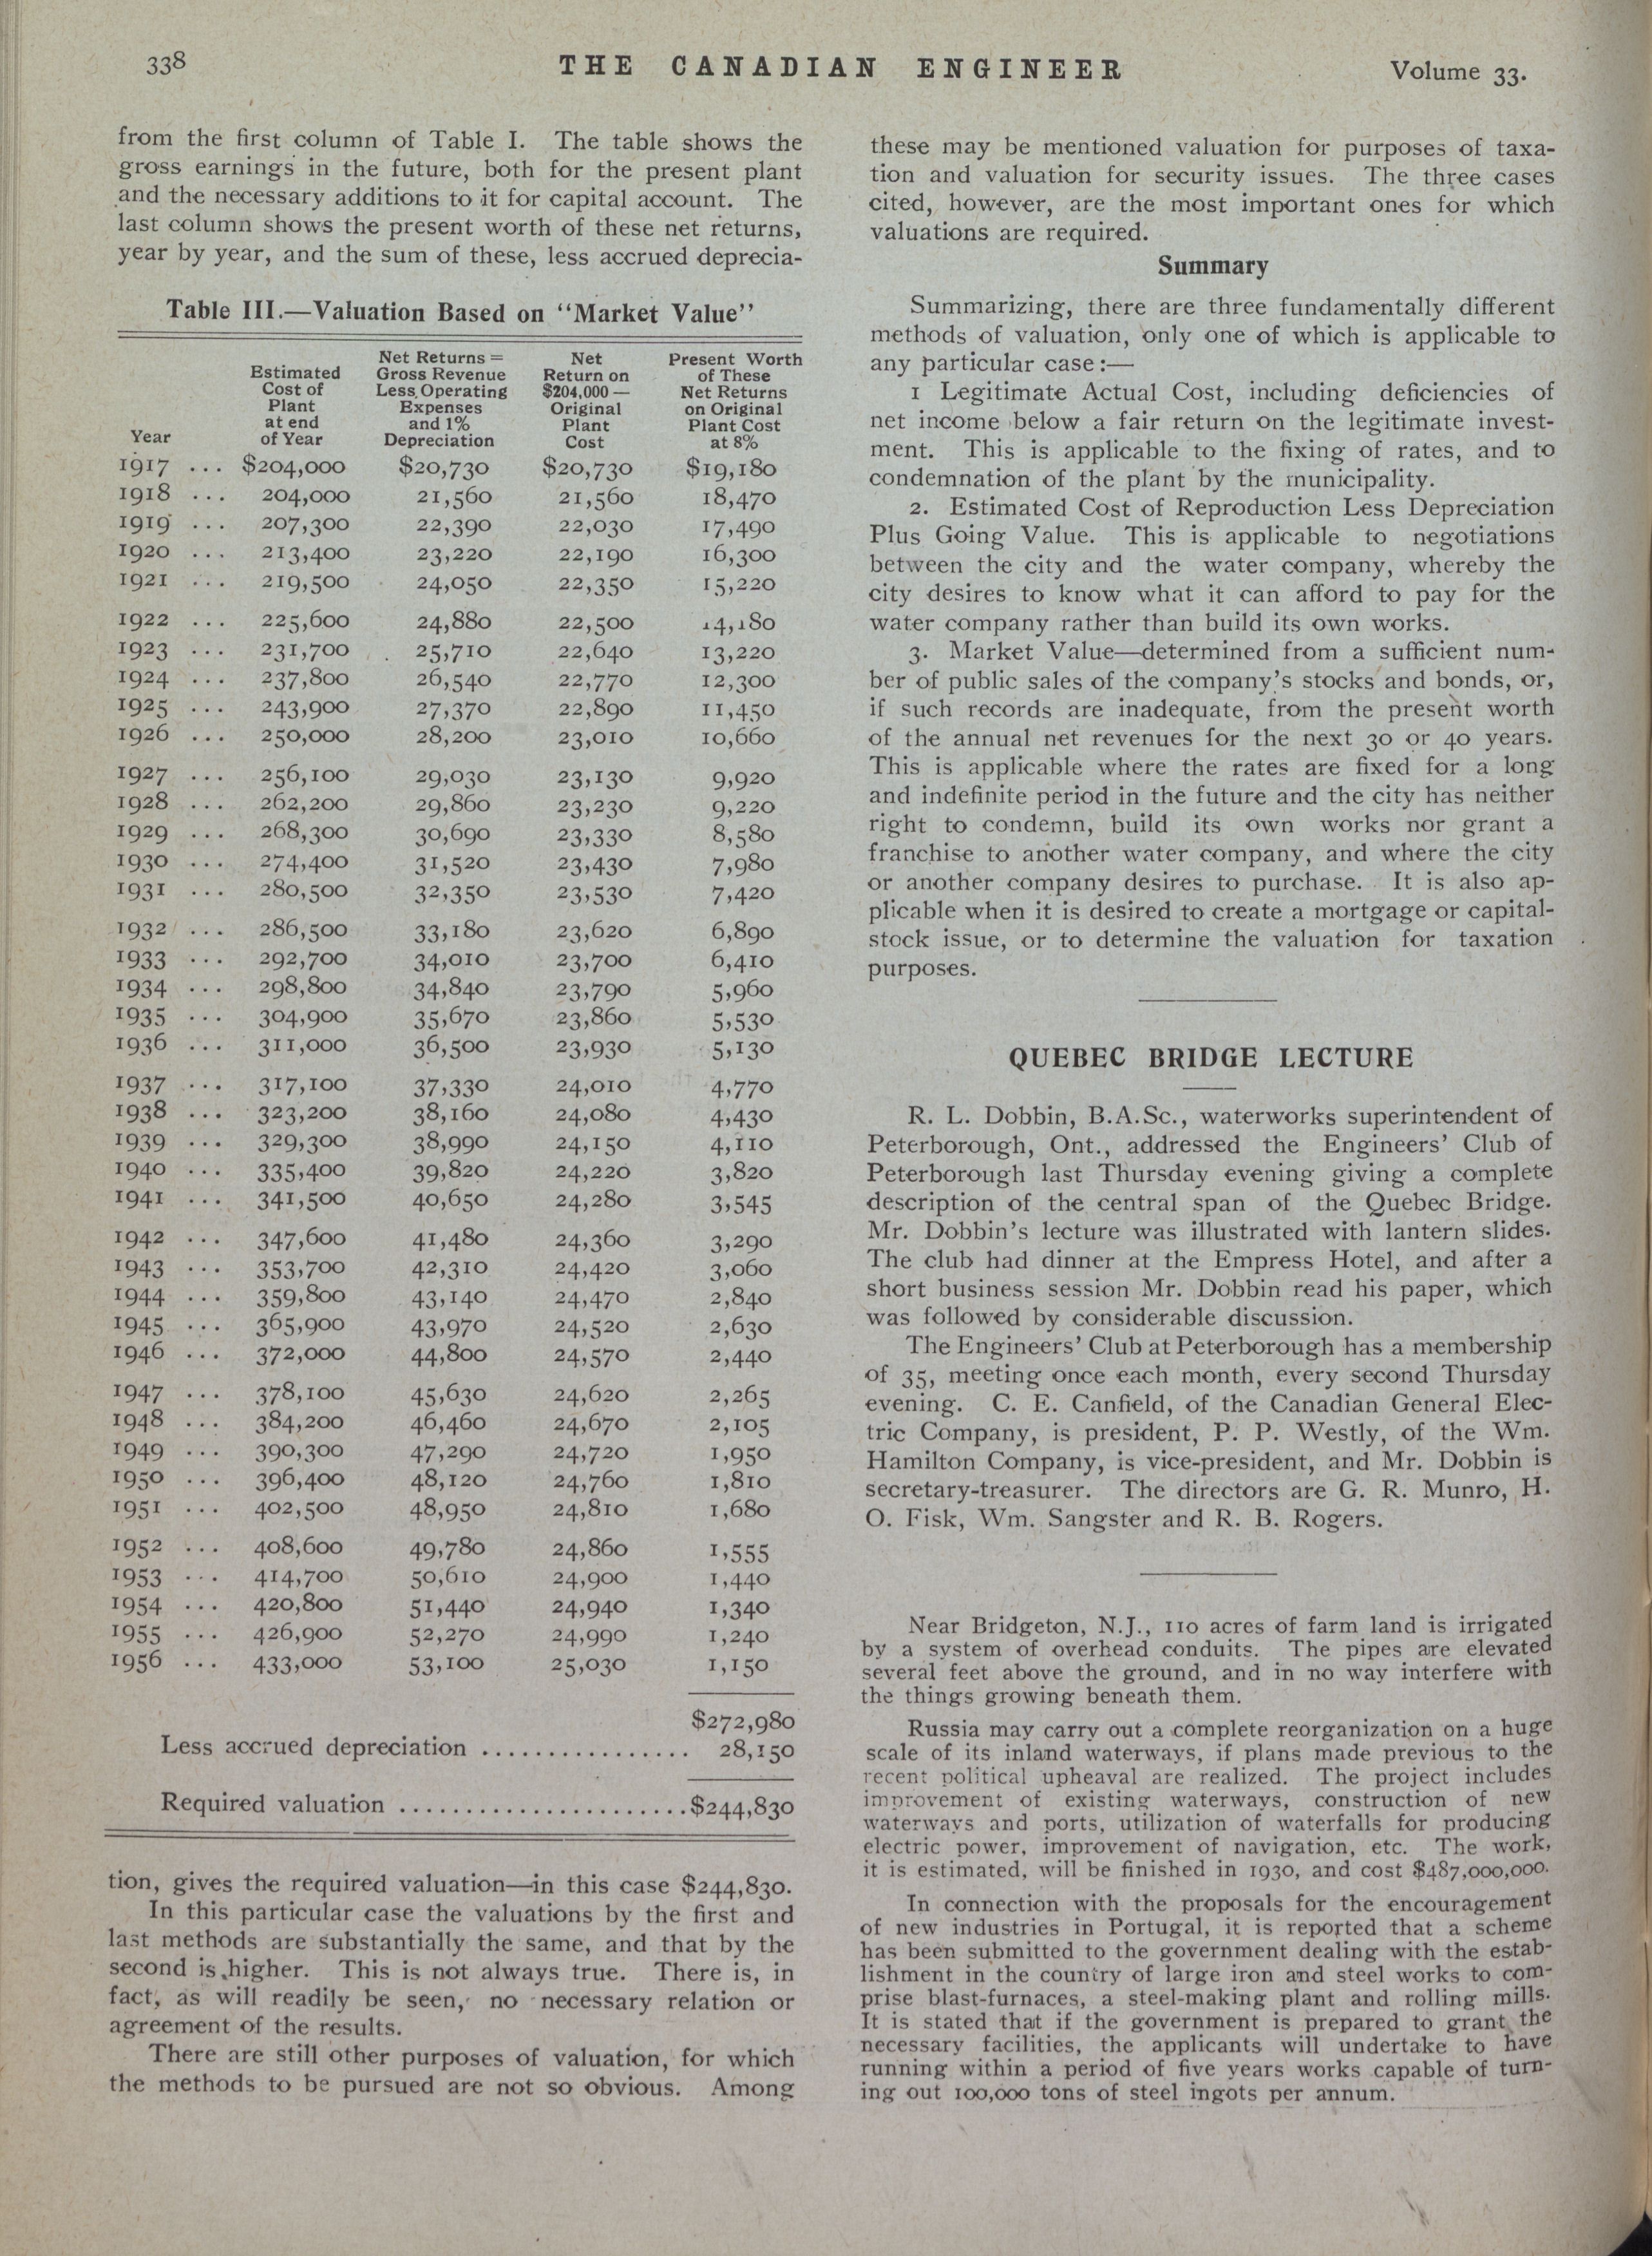 338
THE CANADIAN ENGINEER
Volume 33.
from the first column of Table I. The table shows the
gross earnings in the future, both for the present plant
and the necessary additions to it for capital account. The
last column shows the present worth of these net returns,
year by year, and the sum of these, less accrued deprecia-
Table III.—Valuation Based on "Market Value"
Year
Estimated Cost of Plant at end of Year
Net Returns = Gross Revenue Less Operating Expenses and 1% Depreciation
Net Return on $204,000 — Original Plant Cost
Present Worth of These Net Returns on Original Plant Cost at 8%
1917 ... $204,000 $20,730 $20,730 $19,180
1918 ... 204,000 21,560 21,560 18,470
1919 ... 207,300 22,390 22,030 17,490
1920 ... 213,400 23,220 22,190 16,300
1921 ... 219,500 24,050 22,350 15,220
1922 ... 225,600 24,880 22,500 14,180
1923 ... 231,700 25,710 22,640 13,220
1924 ... 237,800 26,540 22,770 12,300
1925 ... 243,900 27,370 22,890 11,450
1926 ... 250,000 28,200 23,010 10,660
1927 ... 256,100 29,030 23,130 9,920
1928 ... 262,200 29,860 23,230 9,220
1929 ... 268,300 30,690 23,330 8,580
1930 ... 274,400 31,520 23,430 7,980
1931 ... 280,500 32,350 23,530 7,420
1932 ... 286,500 33,180 23,620 6,890
1933 ... 292,700 34,010 23,700 6,410
1934 ... 298,800 34,840 23,790 5,960
1935 ... 304,900 35,670 23,860 5,530
1936 ... 311,000 36,500 23,930 5,130
1937 ... 317,100 37,330 24,010 4,770
1938 ... 323,200 38,160 24,080 4,430
1939 ... 329,300 38,990 24,150 4,110
1940 ... 335,400 39,820 24,220 3,820
1941 ... 341,500 40,650 24,280 3,545
1942 ... 347,600 41,480 24,360 3,290
1943 ... 353,700 42,310 24,420 3,060
1944 ... 359,800 43,140 24,470 2,840
1945 ... 365,900 43,970 24,520 2,630
1946 ... 372,000 44,800 24,570 2,440
1947 ... 378,100 45,630 24,620 2,265
1948 ... 384,200 46,460 24,670 2,105
1949 ... 390,300 47,290 24,720 1,950
1950 ... 396,400 48,120 24,760 1,810
1951 ... 402,500 48,950 24,810 1,680
1952 ... 408,600 49,780 24,860 1,555
1953 ... 414,700 50,610 24,900 1,440
1954 ... 420,800 51,440 24,940 1,340
1955 ... 426,900 52,270 24,990 1,240
1956 ... 433,000 53,100 25,030 1,150
$272,980
Less accrued depreciation ................ 28,150
Required valuation ......................$244,830
tion, gives the required valuation—in this case $244,830.
In this particular case the valuations by the first and
last methods are substantially the same, and that by the
second is higher. This is not always true. There is, in
fact, as will readily be seen, no necessary relation or
agreement of the results.
There are still other purposes of valuation, for which
the methods to be pursued are not so obvious. Among
these may be mentioned valuation for purposes of taxa-
tion and valuation for security issues. The three cases
cited, however, are the most important ones for which
valuations are required.
Summary
Summarizing, there are three fundamentally different
methods of valuation, only one of which is applicable to
any particular case:—
1 Legitimate Actual Cost, including deficiencies of
net income below a fair return on the legitimate invest-
ment. This is applicable to the fixing of rates, and to
condemnation of the plant by the municipality.
2. Estimated Cost of Reproduction Less Depreciation
Plus Going Value. This is applicable to negotiations
between the city and the water company, whereby the
city desires to know what it can afford to pay for the
water company rather than build its own works.
3. Market Value—determined from a sufficient num-
ber of public sales of the company's stocks and bonds, or,
if such records are inadequate, from the present worth
of the annual net revenues for the next 30 or 40 years.
This is applicable where the rates are fixed for a long
and indefinite period in the future and the city has neither
right to condemn, build its own works nor grant a
franchise to another water company, and where the city
or another company desires to purchase. It is also ap-
plicable when it is desired to create a mortgage or capital-
stock issue, or to determine the valuation for taxation
purposes.
QUEBEC BRIDGE LECTURE
R. L. Dobbin, B.A.Sc., waterworks superintendent of
Peterborough, Ont., addressed the Engineers' Club of
Peterborough last Thursday evening giving a complete
description of the central span of the Quebec Bridge.
Mr. Dobbin's lecture was illustrated with lantern slides.
The club had dinner at the Empress Hotel, and after a
short business session Mr. Dobbin read his paper, which
was followed by considerable discussion.
The Engineers' Club at Peterborough has a membership
of 35, meeting once each month, every second Thursday
evening. C. E. Canfield, of the Canadian General Elec-
tric Company, is president, P. P. Westly, of the Wm.
Hamilton Company, is vice-president, and Mr. Dobbin is
secretary-treasurer. The directors are G. R. Munro, H.
O. Fisk, Wm. Sangster and R. B. Rogers.
Near Bridgeton, N.J., 110 acres of farm land is irrigated
by a system of overhead conduits. The pipes are elevated
several feet above the ground, and in no way interfere with
the things growing beneath them.
Russia may carry out a complete reorganization on a huge
scale of its inland waterways, if plans made previous to the
recent political upheaval are realized. The project includes
improvement of existing waterways, construction of new
waterways and ports, utilization of waterfalls for producing
electric power, improvement of navigation, etc. The work,
it is estimated, will be finished in 1930, and cost $487,000,000.
In connection with the proposals for the encouragement
of new industries in Portugal, it is reported that a scheme
has been submitted to the government dealing with the estab-
lishment in the country of large iron and steel works to com-
prise blast-furnaces, a steel-making plant and rolling mills.
It is stated that if the government is prepared to grant the
necessary facilities, the applicants will undertake to have
running within a period of five years works capable of turn-
ing out 100,000 tons of steel ingots per annum.